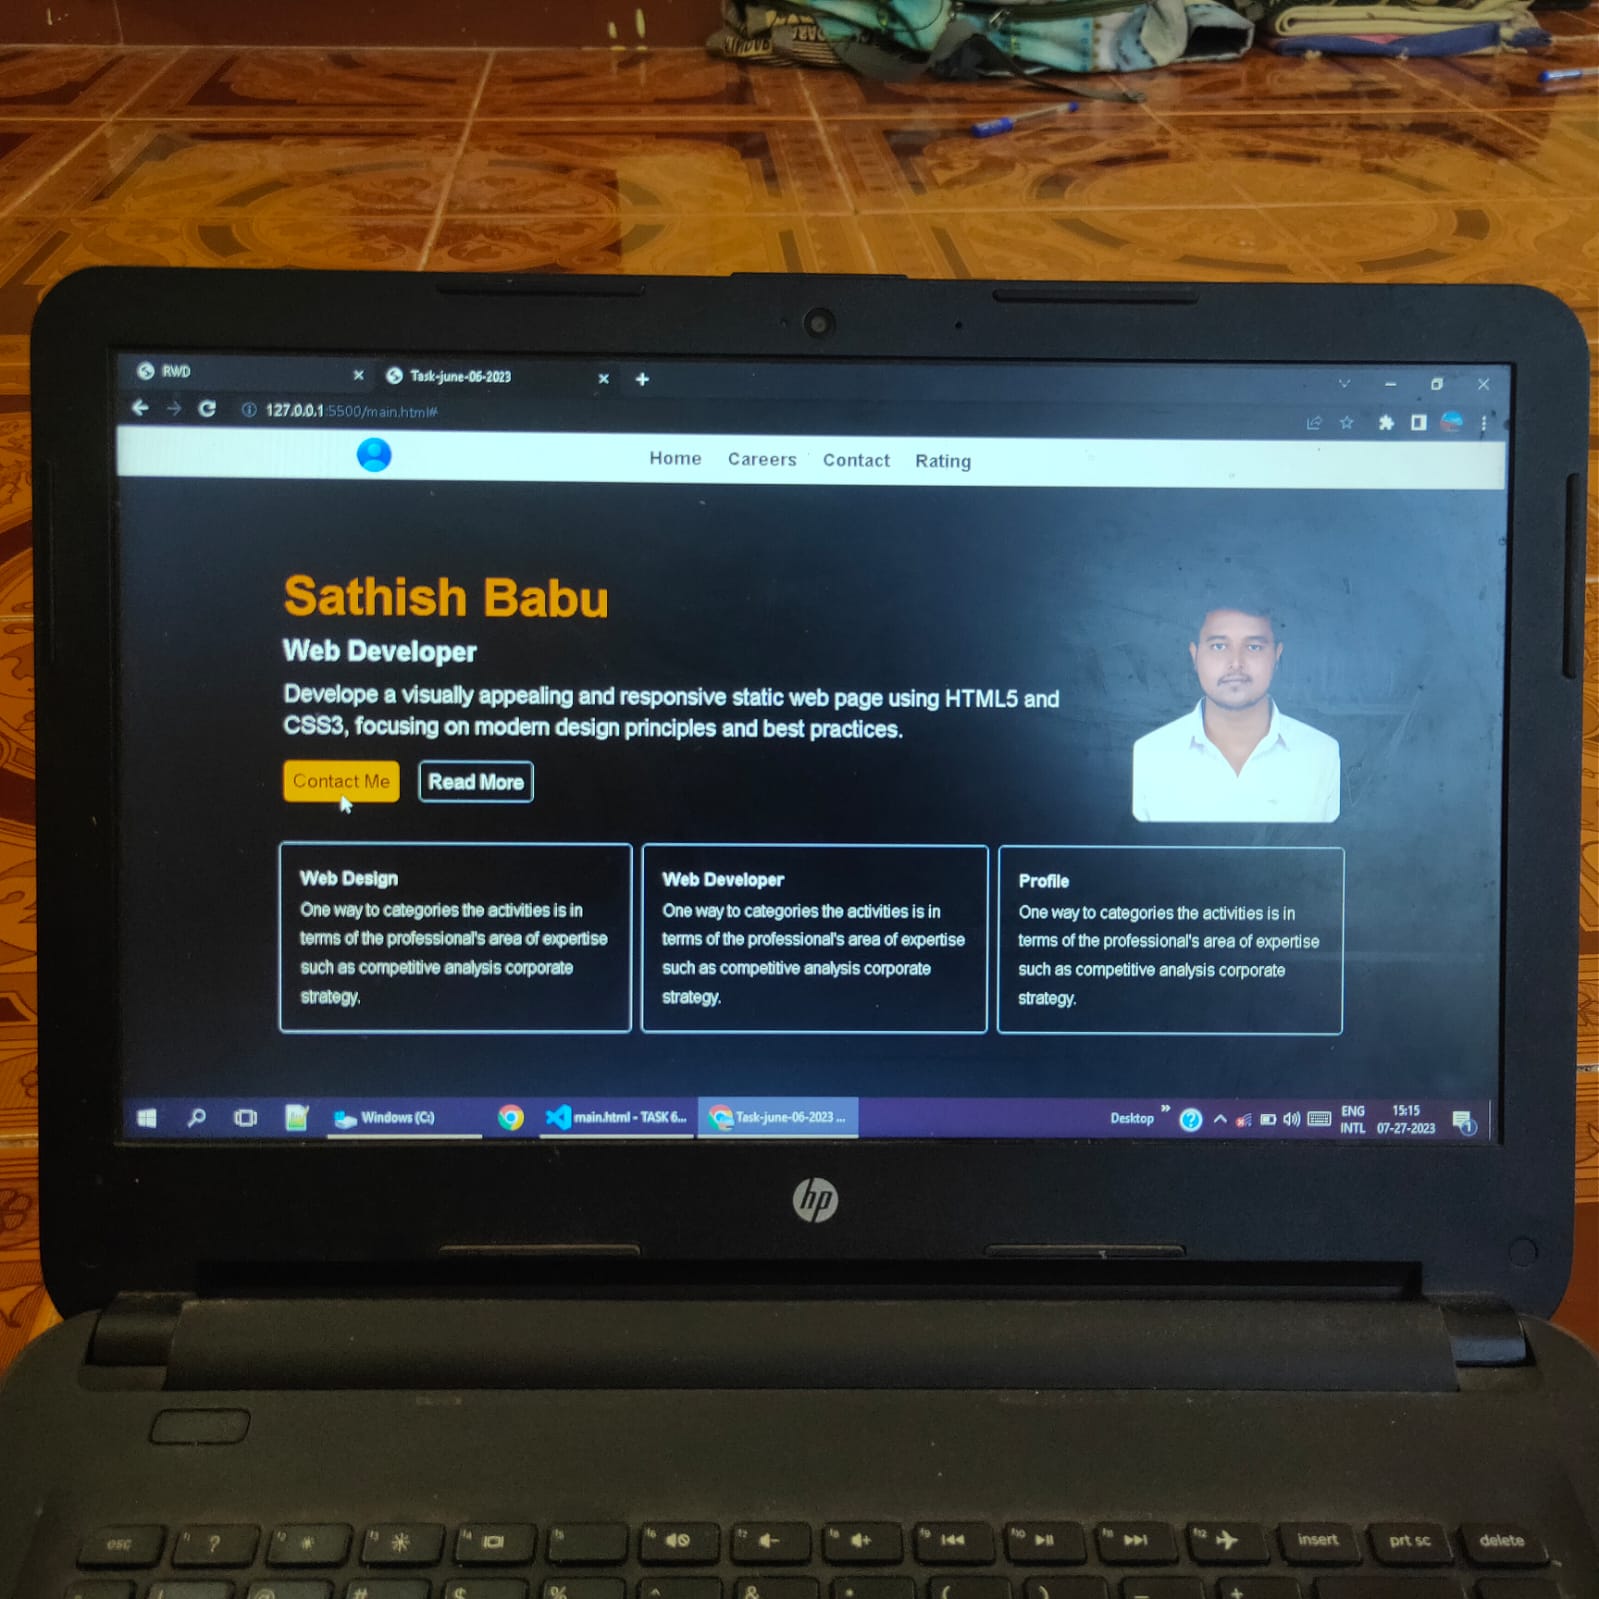 RWD
Task-june-06-2023
127.0.0.1:5500/main.html#
Home Careers Contact Rating
Sathish Babu
Web Developer
Develope a visually appealing and responsive static web page using HTML5 and
CSS3, focusing on modern design principles and best practices.
Contact Me Read More
Web Design
One way to categories the activities is in
terms of the professional's area of expertise
such as competitive analysis corporate
strategy.
Web Developer
One way to categories the activities is in
terms of the professional's area of expertise
such as competitive analysis corporate
strategy.
Profile
One way to categories the activities is in
terms of the professional's area of expertise
such as competitive analysis corporate
strategy.
Windows (C:) main.html - TASK 6... Task-june-06-2023 ... Desktop
ENG 15:15
INTL 07-27-2023
1
hp
esc ? insert prt sc delete
@ # $ % ^ & * ( ) - +